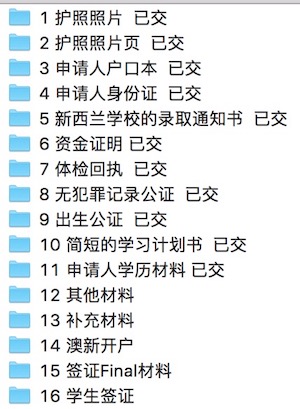 1 护照照片 已交
2 护照照片页 已交
3 申请人户口本 已交
4 申请人身份证 已交
5 新西兰学校的录取通知书 已交
6 资金证明 已交
7 体检回执 已交
8 无犯罪记录公证 已交
9 出生公证 已交
10 简短的学习计划书 已交
11 申请人学历材料 已交
12 其他材料
13 补充材料
14 澳新开户
15 签证Final材料
16 学生签证